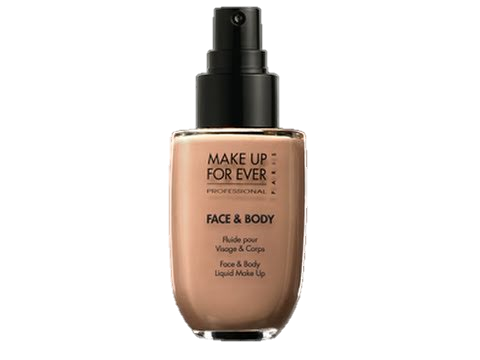 MAKE UP
FOR EVER
PROFESSIONAL
PARIS
FACE & BODY
Fluide pour
Visage & Corps
Face & Body
Liquid Make Up